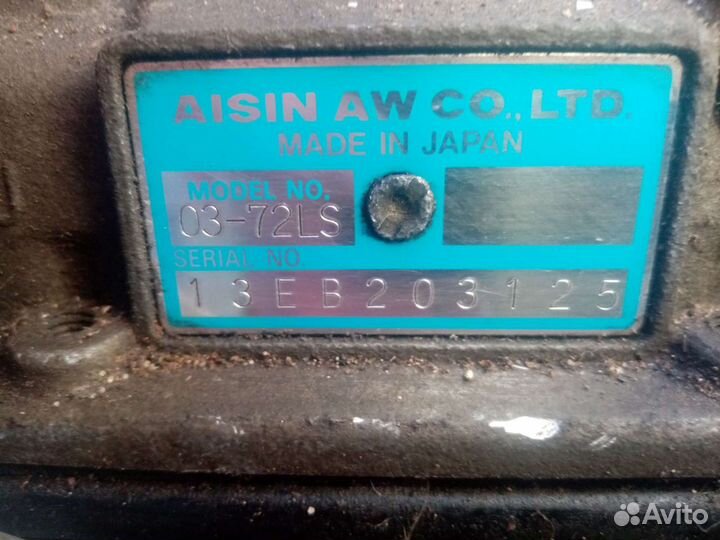 AISIN AW CO., LTD.
MADE IN JAPAN
MODEL NO.
03-72LS
SERIAL NO.
13EB203125
Avito